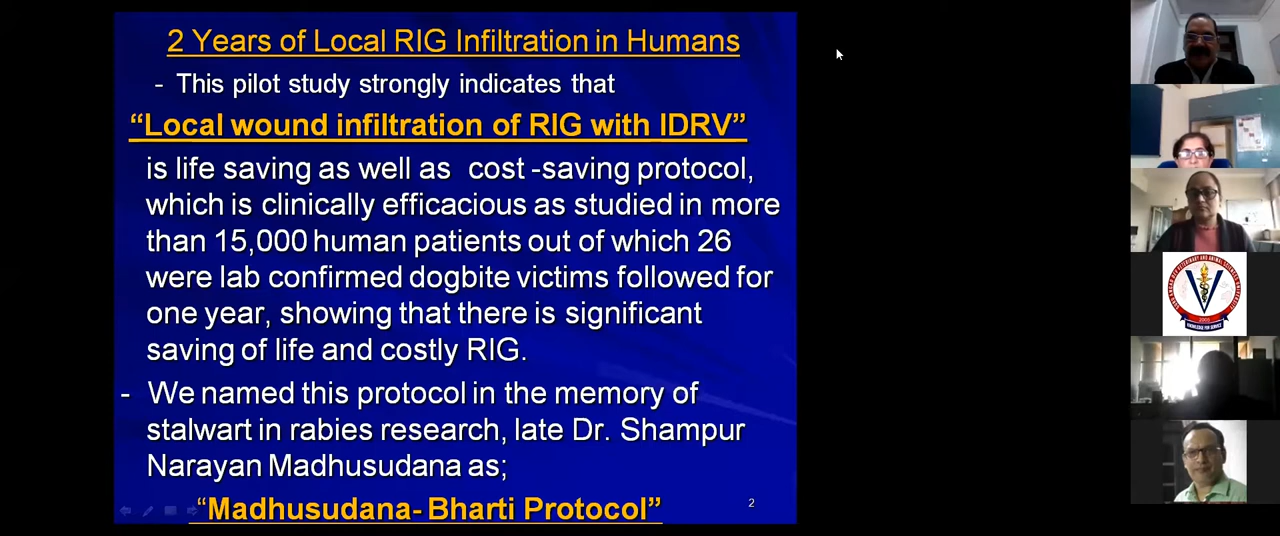 2 Years of Local RIG Infiltration in Humans
- This pilot study strongly indicates that
“Local wound infiltration of RIG with IDRV”
is life saving as well as cost -saving protocol,
which is clinically efficacious as studied in more
than 15,000 human patients out of which 26
were lab confirmed dogbite victims followed for
one year, showing that there is significant
saving of life and costly RIG.
- We named this protocol in the memory of
stalwart in rabies research, late Dr. Shampur
Narayan Madhusudana as;
“Madhusudana- Bharti Protocol”
2